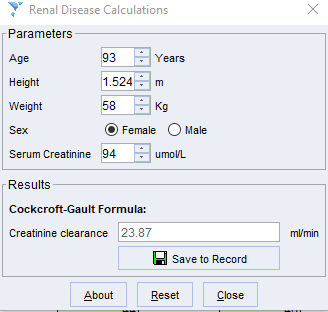 Renal Disease Calculations
Parameters
Age 93 Years
Height 1.524 m
Weight 58 Kg
Sex Female Male
Serum Creatinine 94 umol/L
Results
Cockcroft-Gault Formula:
Creatinine clearance 23.87 ml/min
Save to Record
About Reset Close